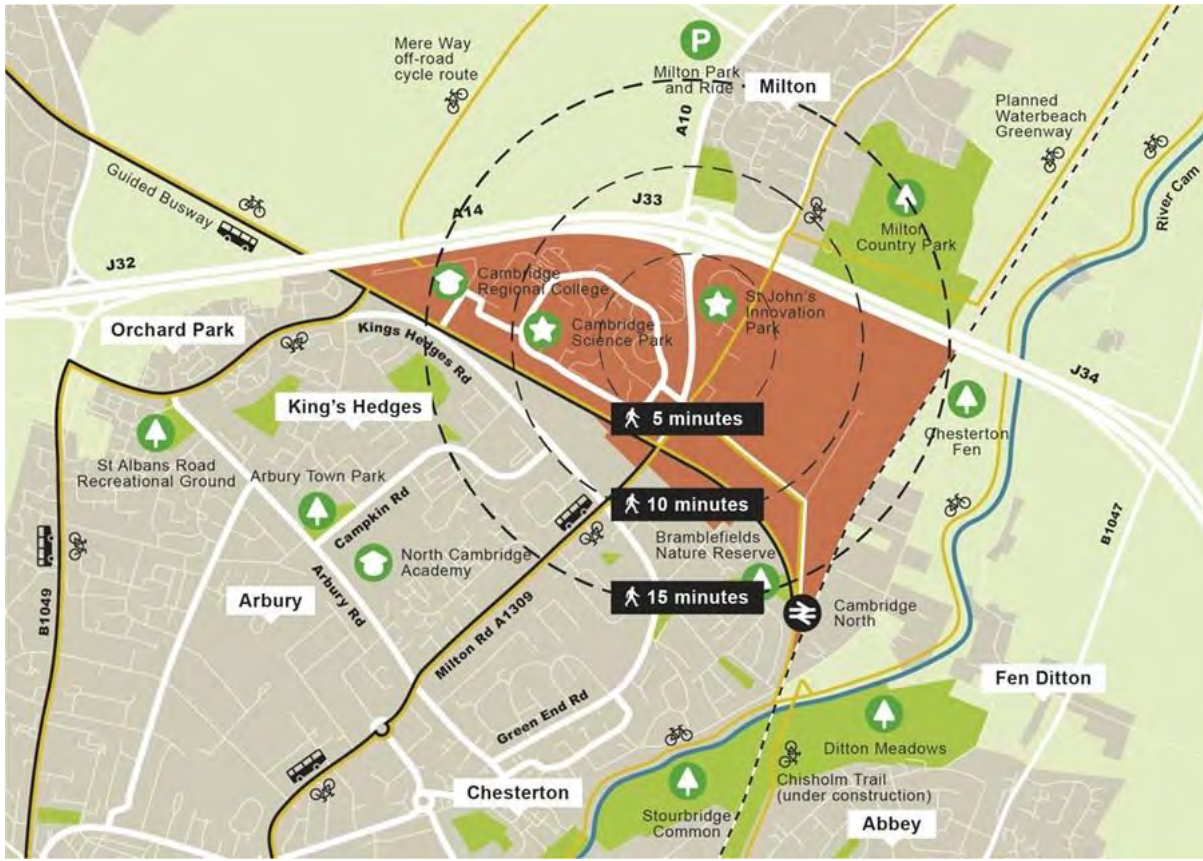 Mere Way
off-road
cycle route
P
Milton Park
and Ride
Milton
A10
Planned
Waterbeach
Greenway
River Cam
Guided Busway
A14
J33
J32
Milton
Country Park
Cambridge
Regional College
St John's
Innovation
Park
Cambridge
Science Park
Orchard Park
Kings Hedges Rd
J34
King's Hedges
5 minutes
Chesterton
Fen
St Albans Road
Recreational Ground
Arbury Town Park
Campkin Rd
10 minutes
Bramblefields
Nature Reserve
B1047
North Cambridge
Academy
15 minutes
Cambridge
North
Arbury
Arbury Rd
B1049
Milton Rd A1309
Fen Ditton
Green End Rd
Ditton Meadows
Chisholm Trail
(under construction)
Chesterton
Stourbridge
Common
Abbey